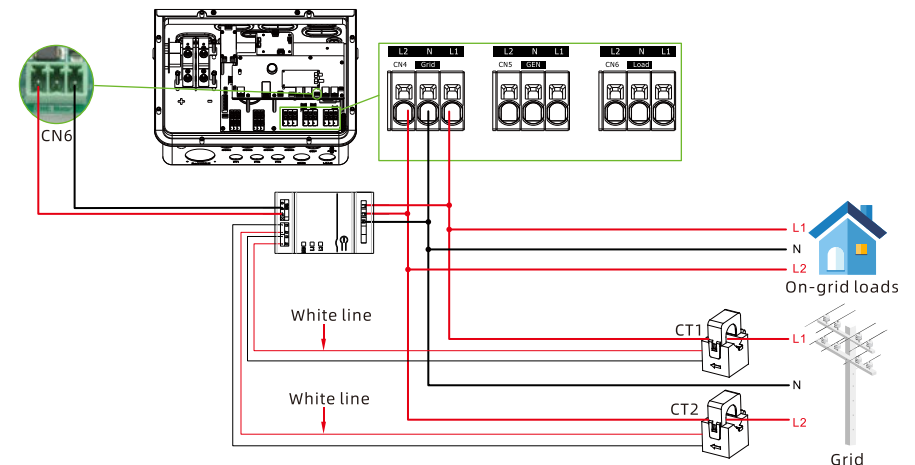 L2 N L1
CN4 Grid
L2 N L1
CN5 GEN
L2 N L1
CN6 Load
CN6
L1
N
L2
On-grid loads
White line
CT1
L1
N
White line
CT2
L2
Grid